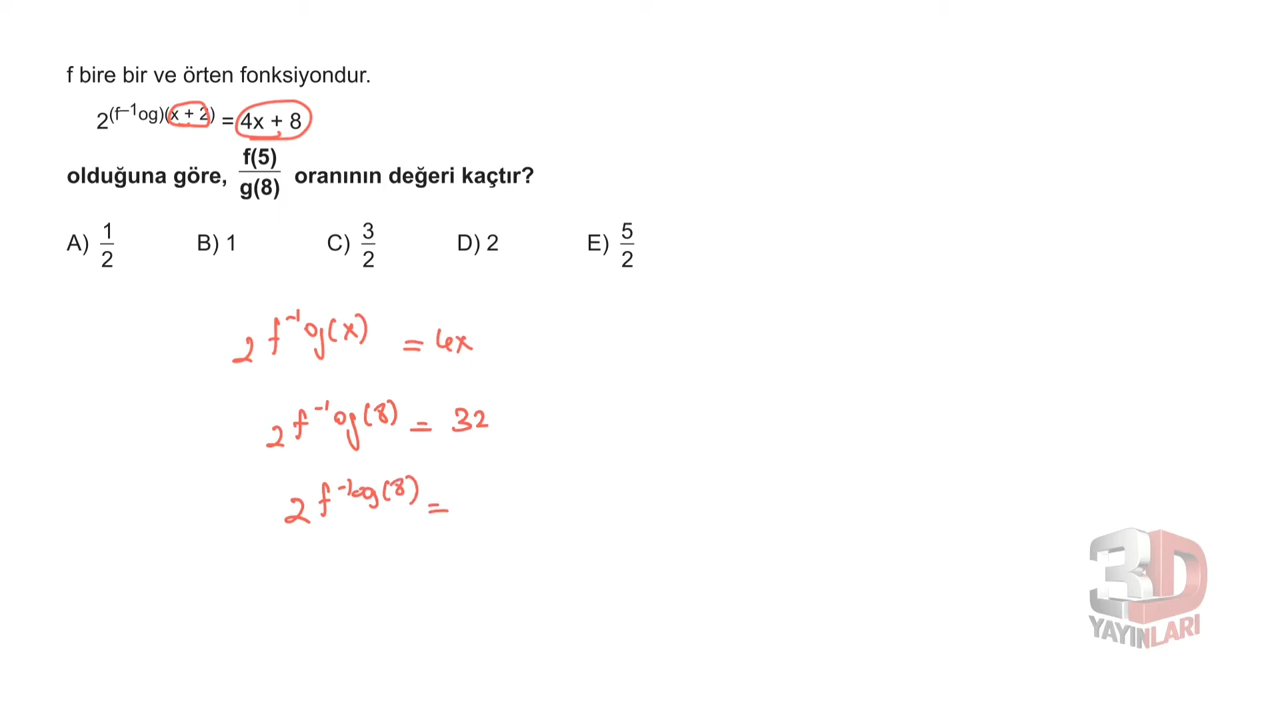 f bire bir ve örten fonksiyondur.
2^(f⁻¹og)(x + 2) = 4x + 8
olduğuna göre, f(5)/g(8) oranının değeri kaçtır?
A) 1/2 B) 1 C) 3/2 D) 2 E) 5/2
2^f⁻¹og(x) = 4x
2^f⁻¹og(8) = 32
2^f⁻¹og(8) =
3D
YAYINLARI